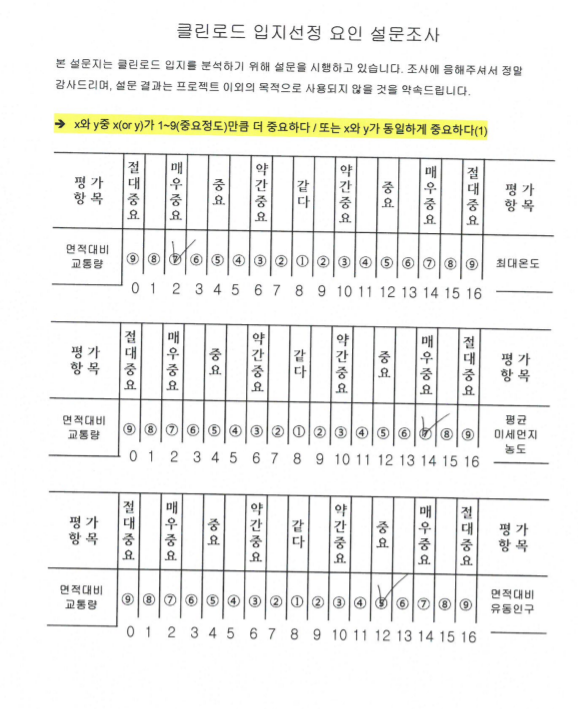 클린로드 입지선정 요인 설문조사
본 설문지는 클린로드 입지를 분석하기 위해 설문을 시행하고 있습니다. 조사에 응해주셔서 정말
감사드리며, 설문 결과는 프로젝트 이외의 목적으로 사용되지 않을 것을 약속드립니다.
➔ x와 y중 x(or y)가 1~9(중요정도)만큼 더 중요하다 / 또는 x와 y가 동일하게 중요하다(1)
평 가 항 목 절대중요 매우중요 중요 약간중요 같다 약간중요 중요 매우중요 절대중요 평 가 항 목
면적대비 교통량 ⑨ ⑧ ⑦ ⑥ ⑤ ④ ③ ② ① ② ③ ④ ⑤ ⑥ ⑦ ⑧ ⑨ 최대온도
0 1 2 3 4 5 6 7 8 9 10 11 12 13 14 15 16
평 가 항 목 절대중요 매우중요 중요 약간중요 같다 약간중요 중요 매우중요 절대중요 평 가 항 목
면적대비 교통량 ⑨ ⑧ ⑦ ⑥ ⑤ ④ ③ ② ① ② ③ ④ ⑤ ⑥ ⑦ ⑧ ⑨ 평균 미세먼지 농도
0 1 2 3 4 5 6 7 8 9 10 11 12 13 14 15 16
평 가 항 목 절대중요 매우중요 중요 약간중요 같다 약간중요 중요 매우중요 절대중요 평 가 항 목
면적대비 교통량 ⑨ ⑧ ⑦ ⑥ ⑤ ④ ③ ② ① ② ③ ④ ⑤ ⑥ ⑦ ⑧ ⑨ 면적대비 유동인구
0 1 2 3 4 5 6 7 8 9 10 11 12 13 14 15 16